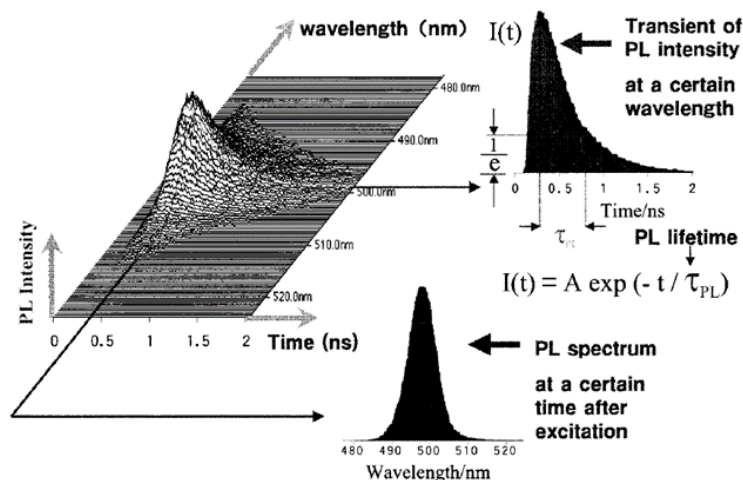 wavelength (nm)
480.0nm
490.0nm
500.0nm
510.0nm
520.0nm
PL Intensity
0 0.5 1 1.5 2 Time (ns)
I(t)
Transient of
PL intensity
at a certain
wavelength
1
e
0 0.5 1 1.5 2
Time/ns
τPL
PL lifetime
I(t) = A exp (- t / τPL)
PL spectrum
at a certain
time after
excitation
480 490 500 510 520
Wavelength/nm